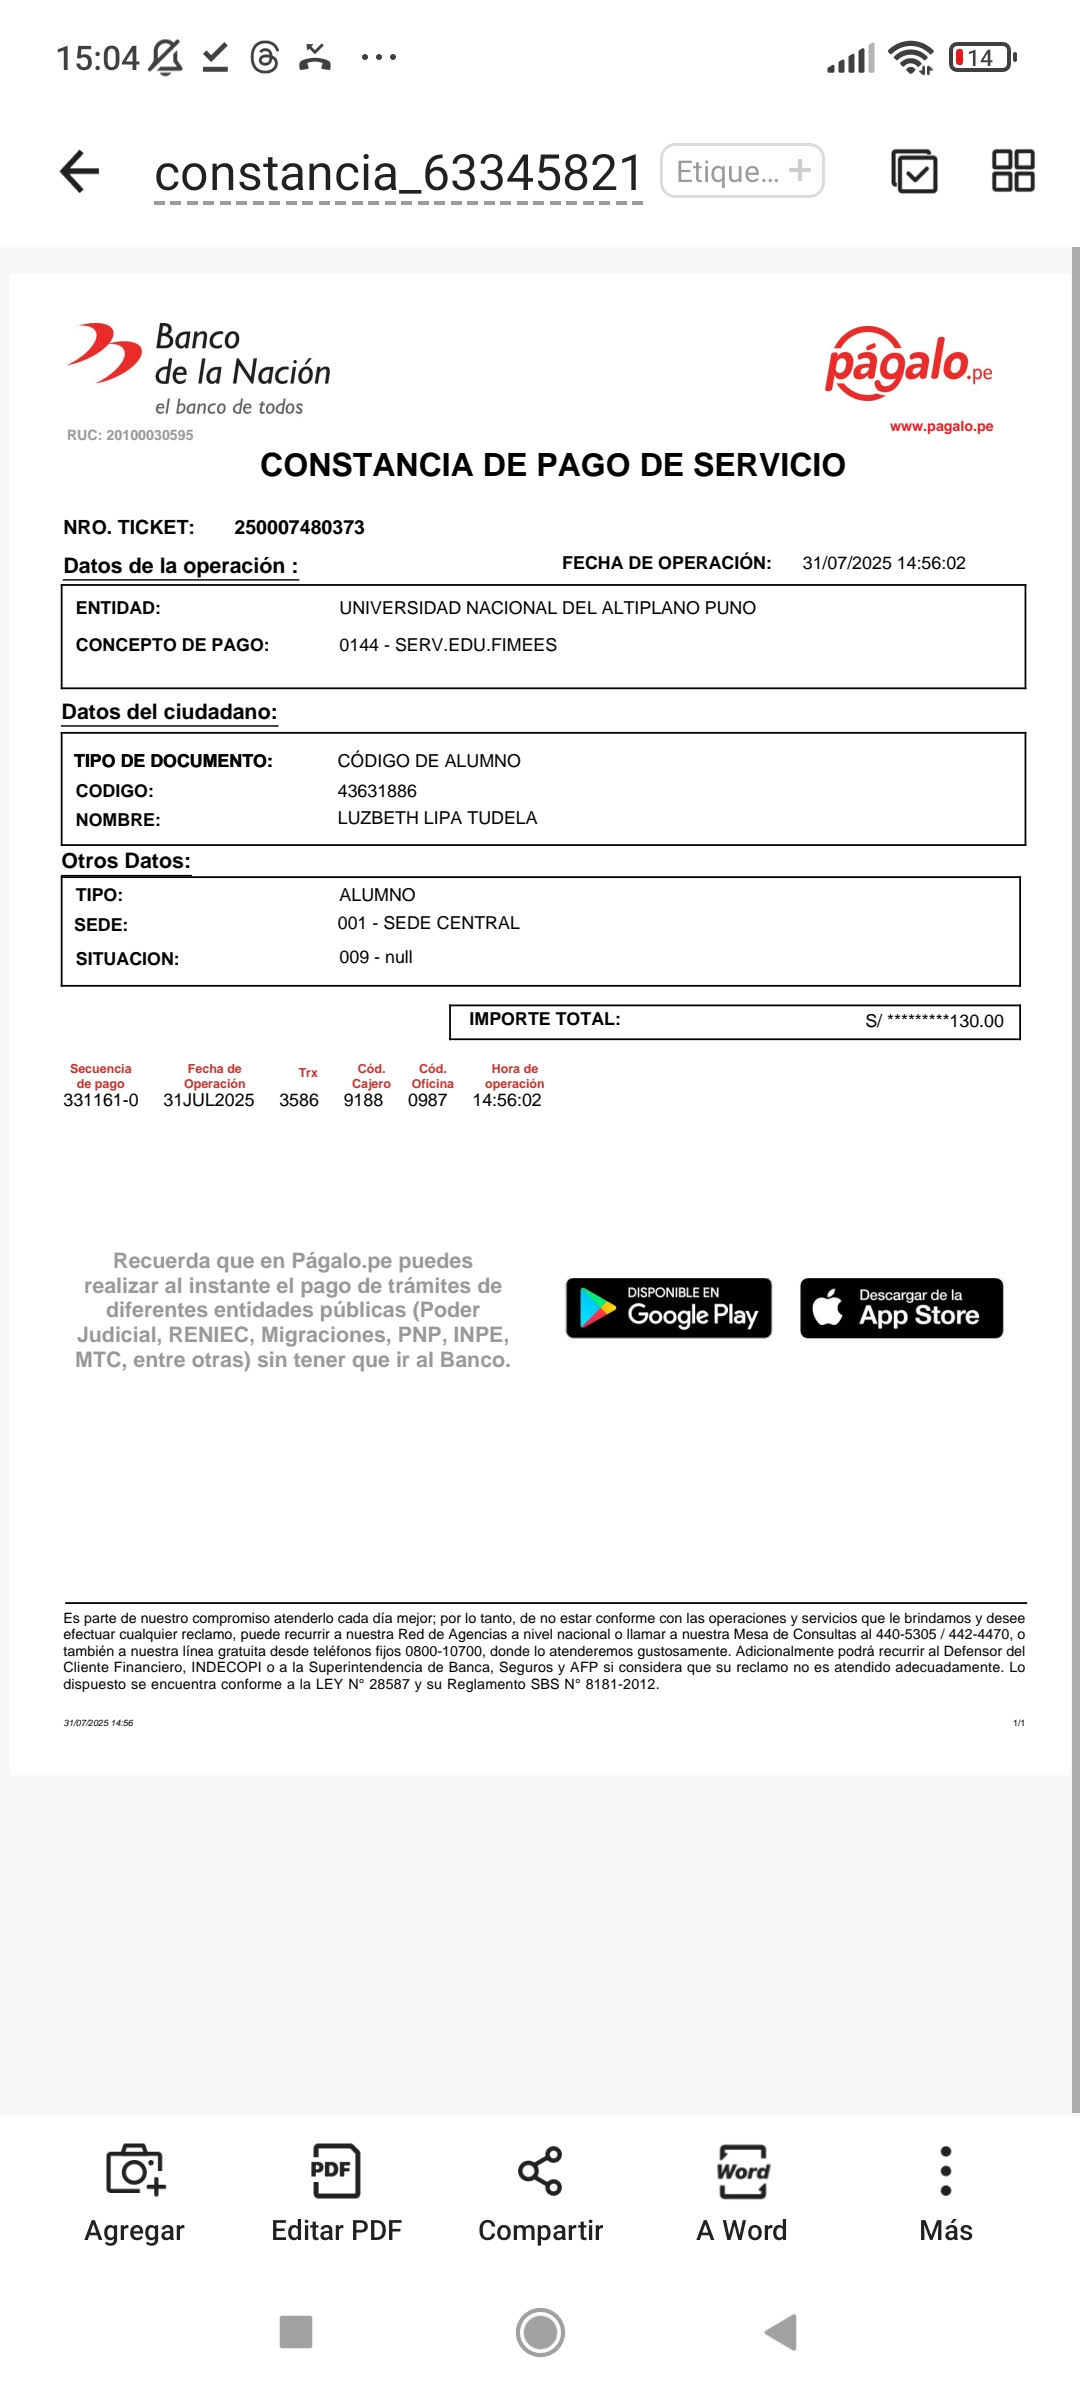 15:04
14
constancia_63345821
Etique... +
Banco
de la Nación
el banco de todos
RUC: 20100030595
págalo.pe
www.pagalo.pe
CONSTANCIA DE PAGO DE SERVICIO
NRO. TICKET: 250007480373
Datos de la operación :
FECHA DE OPERACIÓN: 31/07/2025 14:56:02
ENTIDAD: UNIVERSIDAD NACIONAL DEL ALTIPLANO PUNO
CONCEPTO DE PAGO: 0144 - SERV.EDU.FIMEES
Datos del ciudadano:
TIPO DE DOCUMENTO: CÓDIGO DE ALUMNO
CODIGO: 43631886
NOMBRE: LUZBETH LIPA TUDELA
Otros Datos:
TIPO: ALUMNO
SEDE: 001 - SEDE CENTRAL
SITUACION: 009 - null
IMPORTE TOTAL: S/ *********130.00
Secuencia de pago Fecha de Operación Trx Cód. Cajero Cód. Oficina Hora de operación
331161-0 31JUL2025 3586 9188 0987 14:56:02
Recuerda que en Págalo.pe puedes
realizar al instante el pago de trámites de
diferentes entidades públicas (Poder
Judicial, RENIEC, Migraciones, PNP, INPE,
MTC, entre otras) sin tener que ir al Banco.
DISPONIBLE EN
Google Play
Descargar de la
App Store
Es parte de nuestro compromiso atenderlo cada día mejor; por lo tanto, de no estar conforme con las operaciones y servicios que le brindamos y desee
efectuar cualquier reclamo, puede recurrir a nuestra Red de Agencias a nivel nacional o llamar a nuestra Mesa de Consultas al 440-5305 / 442-4470, o
también a nuestra línea gratuita desde teléfonos fijos 0800-10700, donde lo atenderemos gustosamente. Adicionalmente podrá recurrir al Defensor del
Cliente Financiero, INDECOPI o a la Superintendencia de Banca, Seguros y AFP si considera que su reclamo no es atendido adecuadamente. Lo
dispuesto se encuentra conforme a la LEY N° 28587 y su Reglamento SBS N° 8181-2012.
31/07/2025 14:56
1/1
PDF
Word
Agregar
Editar PDF
Compartir
A Word
Más